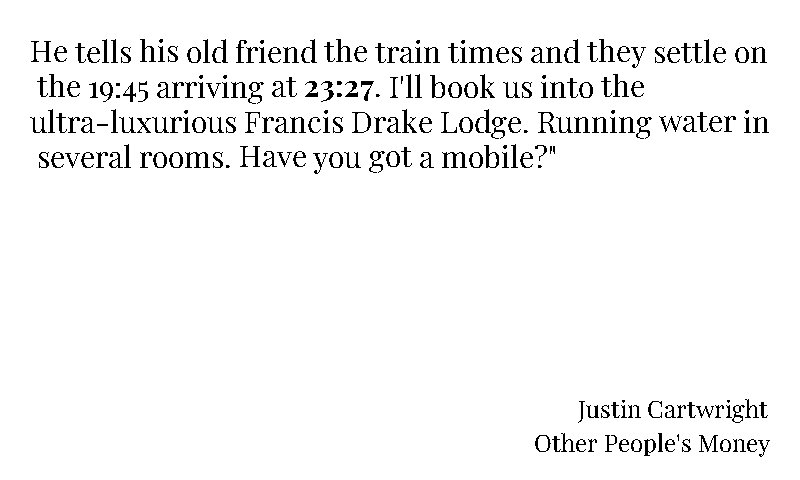 He tells his old friend the train times and they settle on
the 19:45 arriving at 23:27. I'll book us into the
ultra-luxurious Francis Drake Lodge. Running water in
several rooms. Have you got a mobile?"
Justin Cartwright
Other People's Money